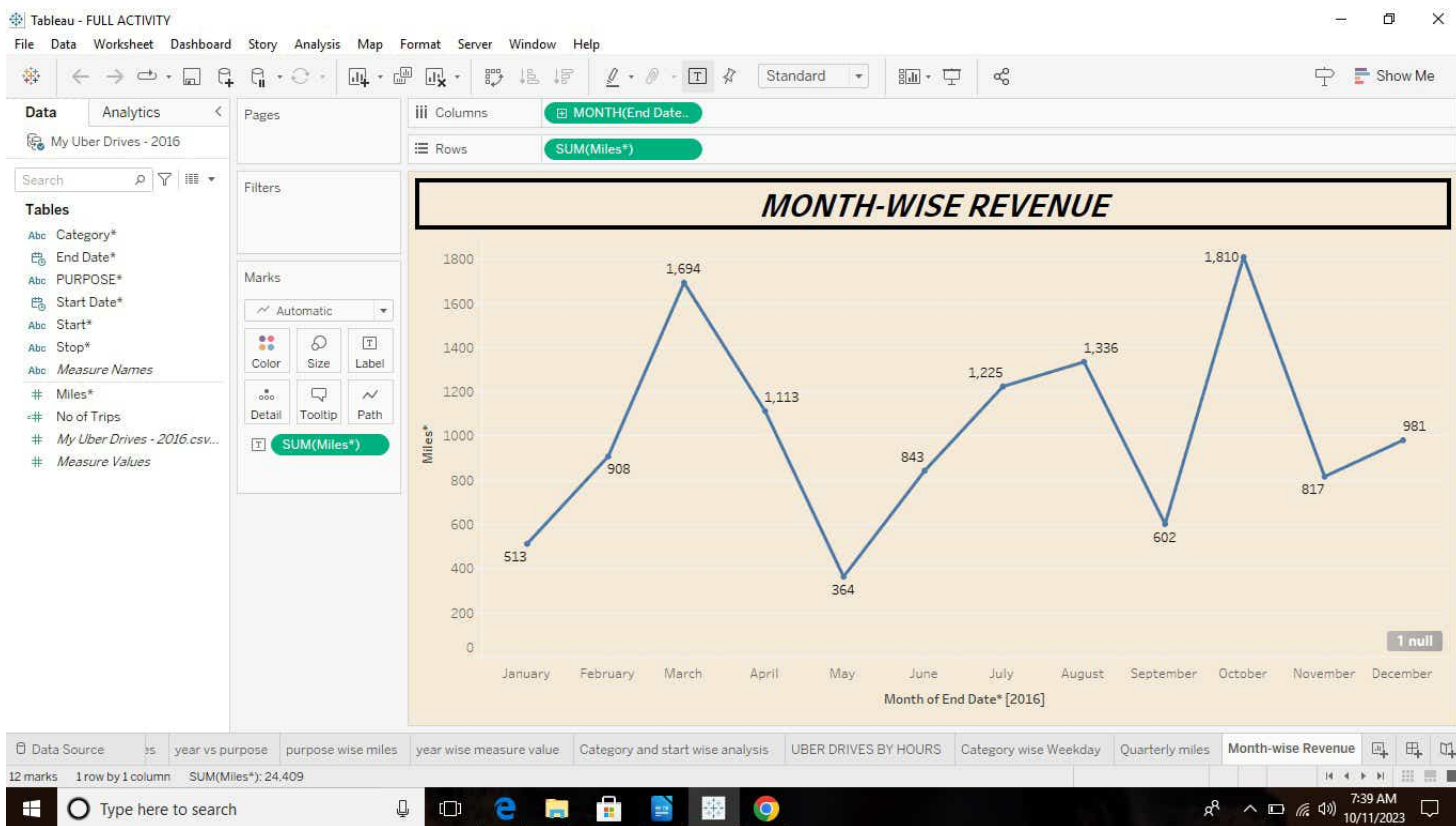 Tableau - FULL ACTIVITY
File Data Worksheet Dashboard Story Analysis Map Format Server Window Help
Standard
Show Me
Data Analytics
My Uber Drives - 2016
Search
Tables
Abc Category*
End Date*
Abc PURPOSE*
Start Date*
Abc Start*
Abc Stop*
Abc Measure Names
# Miles*
=# No of Trips
# My Uber Drives - 2016.csv...
# Measure Values
Pages
Filters
Marks
Automatic
Color Size Label
Detail Tooltip Path
SUM(Miles*)
Columns MONTH(End Date..
Rows SUM(Miles*)
MONTH-WISE REVENUE
Miles*
1800
1600
1400
1200
1000
800
600
400
200
0
513
908
1,694
1,113
364
843
1,225
1,336
602
1,810
817
981
1 null
January February March April May June July August September October November December
Month of End Date* [2016]
Data Source es year vs purpose purpose wise miles year wise measure value Category and start wise analysis UBER DRIVES BY HOURS Category wise Weekday Quarterly miles Month-wise Revenue
12 marks 1 row by 1 column SUM(Miles*): 24,409
Type here to search
7:39 AM
10/11/2023